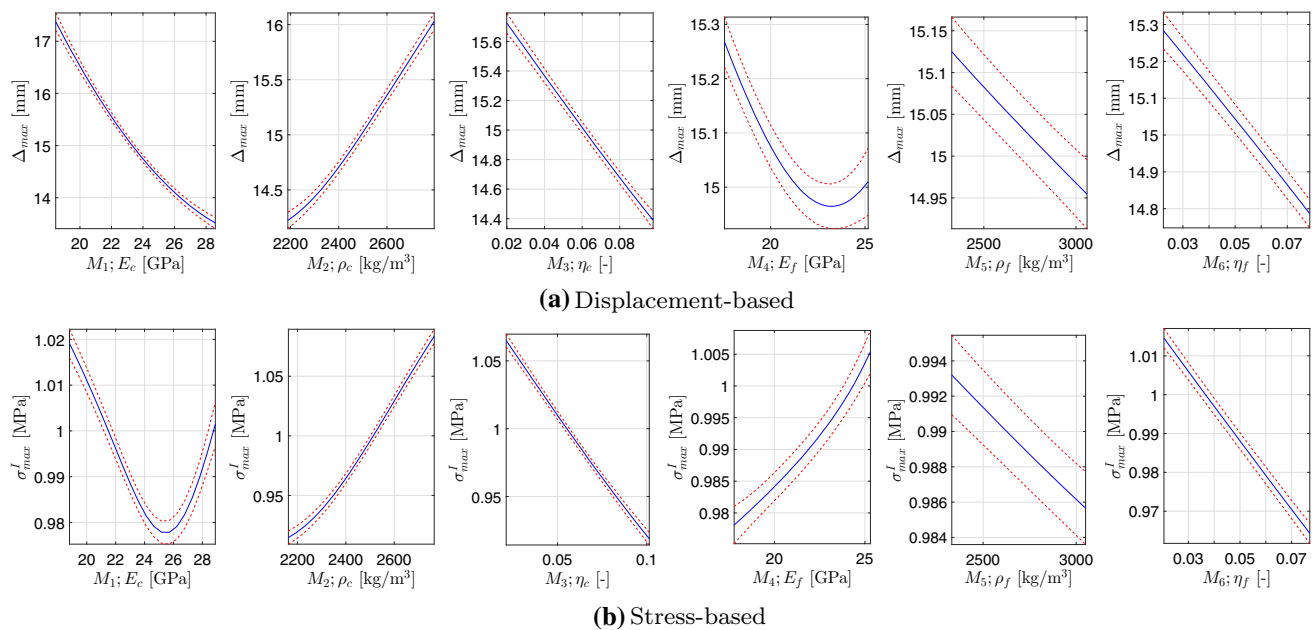 17
16
15
14
Δmax [mm]
20 22 24 26 28
M1; Ec [GPa]
16
15.5
15
14.5
Δmax [mm]
2200 2400 2600
M2; ρc [kg/m³]
15.6
15.4
15.2
15
14.8
14.6
14.4
Δmax [mm]
0.02 0.04 0.06 0.08
M3; ηc [-]
15.3
15.2
15.1
15
Δmax [mm]
20 25
M4; Ef [GPa]
15.15
15.1
15.05
15
14.95
Δmax [mm]
2500 3000
M5; ρf [kg/m³]
15.3
15.2
15.1
15
14.9
14.8
Δmax [mm]
0.03 0.05 0.07
M6; ηf [-]
(a) Displacement-based
1.02
1.01
1
0.99
0.98
σᴵmax [MPa]
20 22 24 26 28
M1; Ec [GPa]
1.05
1
0.95
σᴵmax [MPa]
2200 2400 2600
M2; ρc [kg/m³]
1.05
1
0.95
σᴵmax [MPa]
0.05 0.1
M3; ηc [-]
1.005
1
0.995
0.99
0.985
0.98
σᴵmax [MPa]
20 25
M4; Ef [GPa]
0.994
0.992
0.99
0.988
0.986
0.984
σᴵmax [MPa]
2500 3000
M5; ρf [kg/m³]
1.01
1
0.99
0.98
0.97
σᴵmax [MPa]
0.03 0.05 0.07
M6; ηf [-]
(b) Stress-based